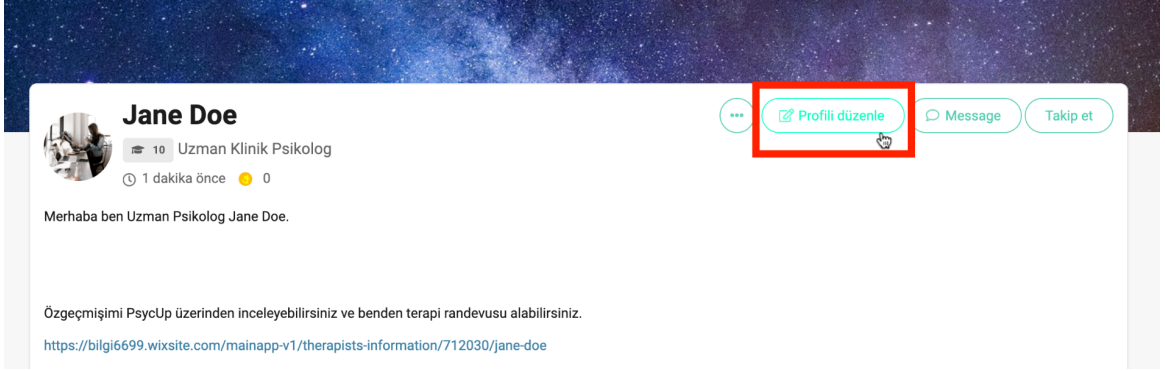 Jane Doe
••• Profili düzenle Message Takip et
10 Uzman Klinik Psikolog
1 dakika önce 0
Merhaba ben Uzman Psikolog Jane Doe.
Özgeçmişimi PsycUp üzerinden inceleyebilirsiniz ve benden terapi randevusu alabilirsiniz.
https://bilgi6699.wixsite.com/mainapp-v1/therapists-information/712030/jane-doe